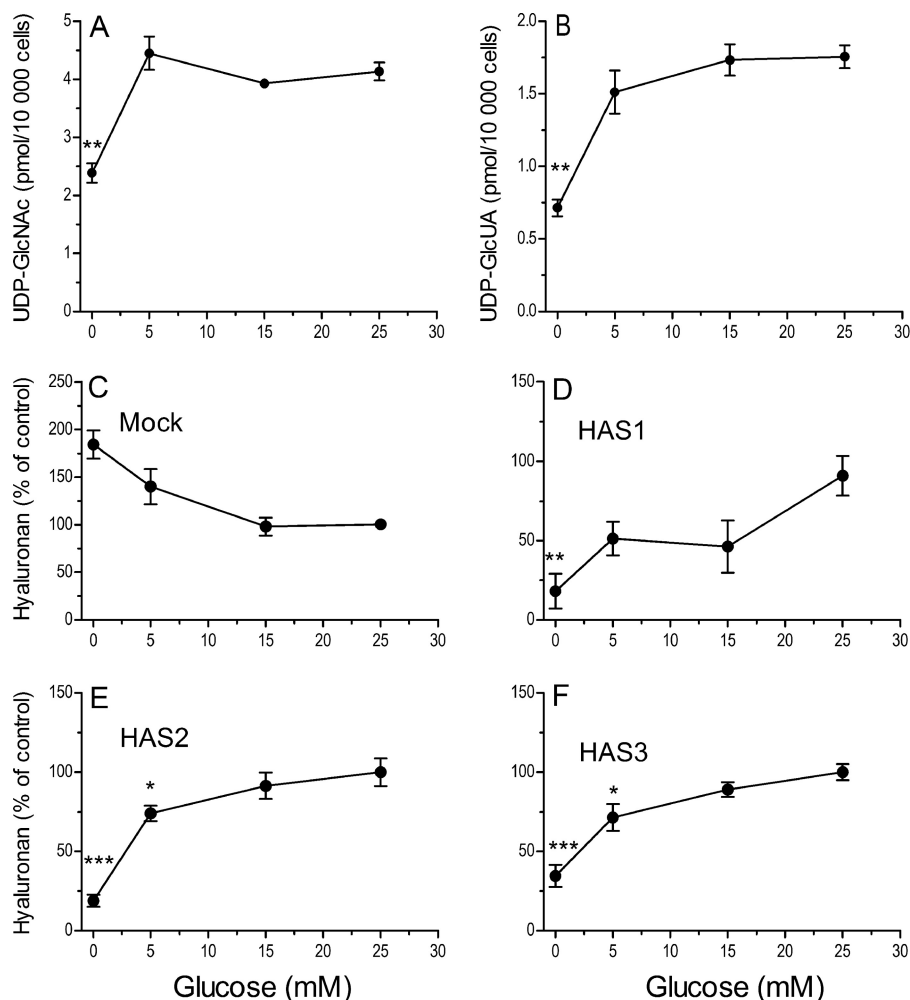 A
UDP-GlcNAc (pmol/10 000 cells)
5
4
3
2
1
0
**
0 5 10 15 20 25 30
B
UDP-GlcUA (pmol/10 000 cells)
2.0
1.5
1.0
0.5
0.0
**
0 5 10 15 20 25 30
C
Mock
Hyaluronan (% of control)
250
200
150
100
50
0
0 5 10 15 20 25 30
D
HAS1
150
100
50
0
**
0 5 10 15 20 25 30
E
HAS2
Hyaluronan (% of control)
150
100
50
0
***
*
0 5 10 15 20 25 30
Glucose (mM)
F
HAS3
150
100
50
0
***
*
0 5 10 15 20 25 30
Glucose (mM)